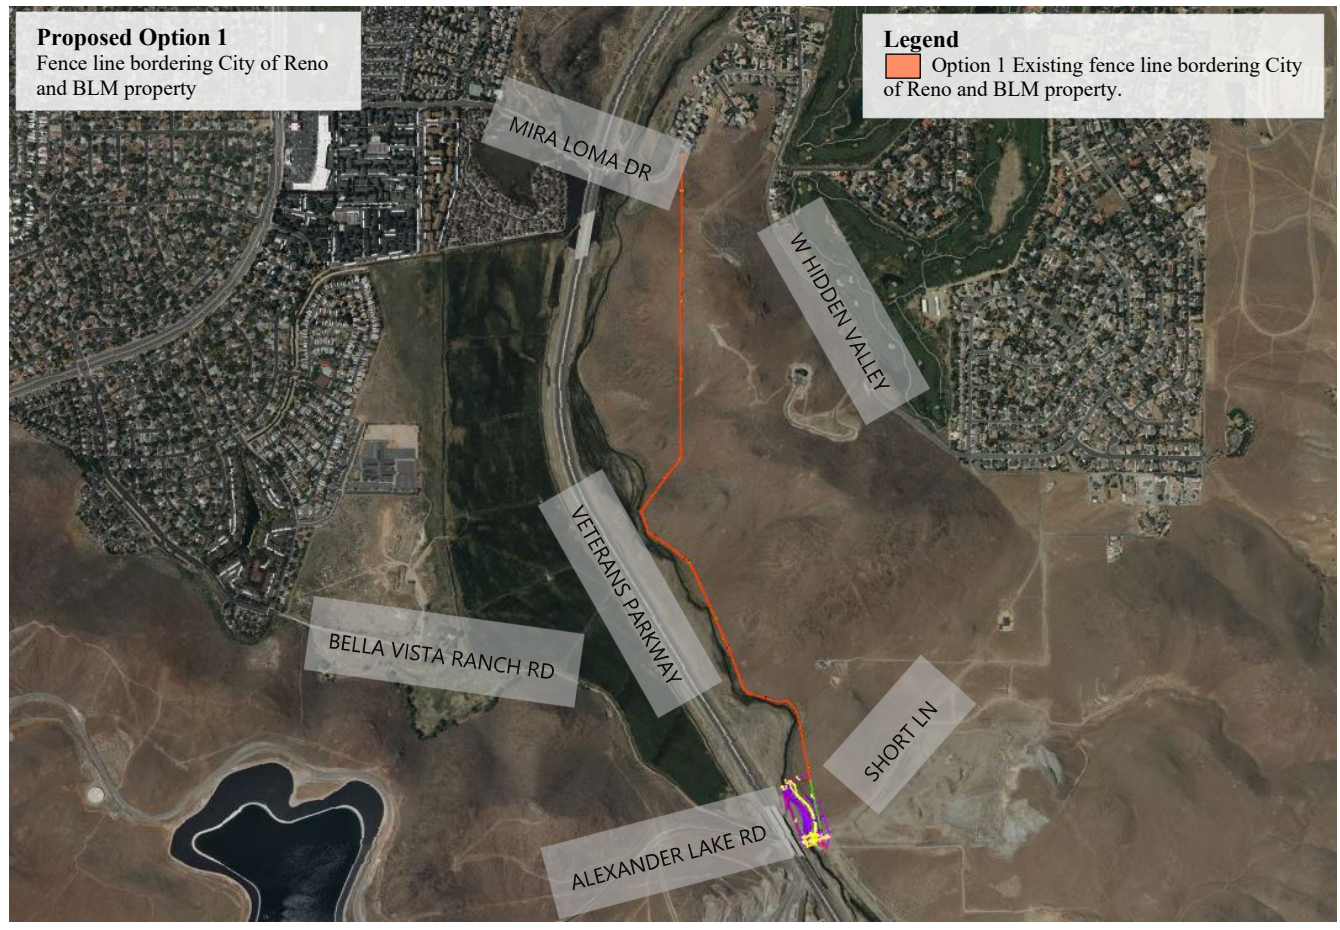 Proposed Option 1
Fence line bordering City of Reno
and BLM property
Legend
Option 1 Existing fence line bordering City
of Reno and BLM property.
MIRA LOMA DR
W HIDDEN VALLEY
VETERANS PARKWAY
BELLA VISTA RANCH RD
SHORT LN
ALEXANDER LAKE RD